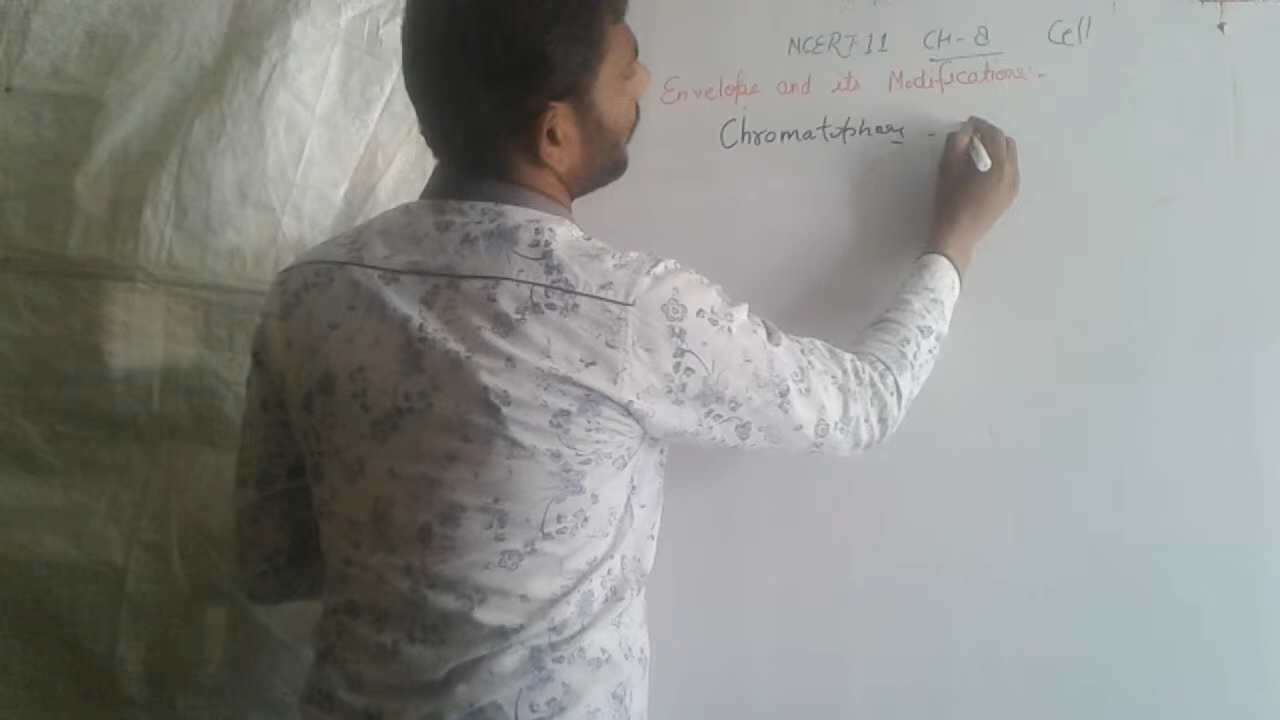 NCERT 11 CH-8 Cell
Envelope and its Modifications:-
Chromatophore -